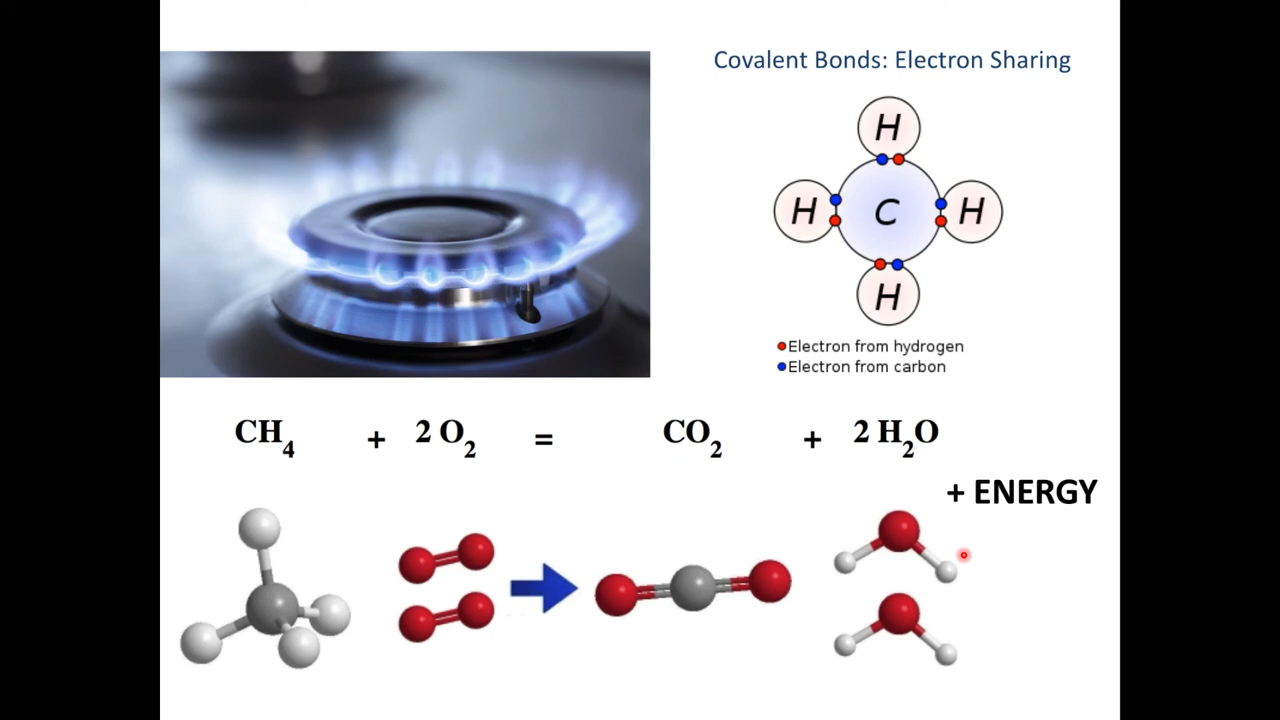 Covalent Bonds: Electron Sharing
H
H C H
H
Electron from hydrogen
Electron from carbon
CH₄ + 2 O₂ = CO₂ + 2 H₂O
+ ENERGY